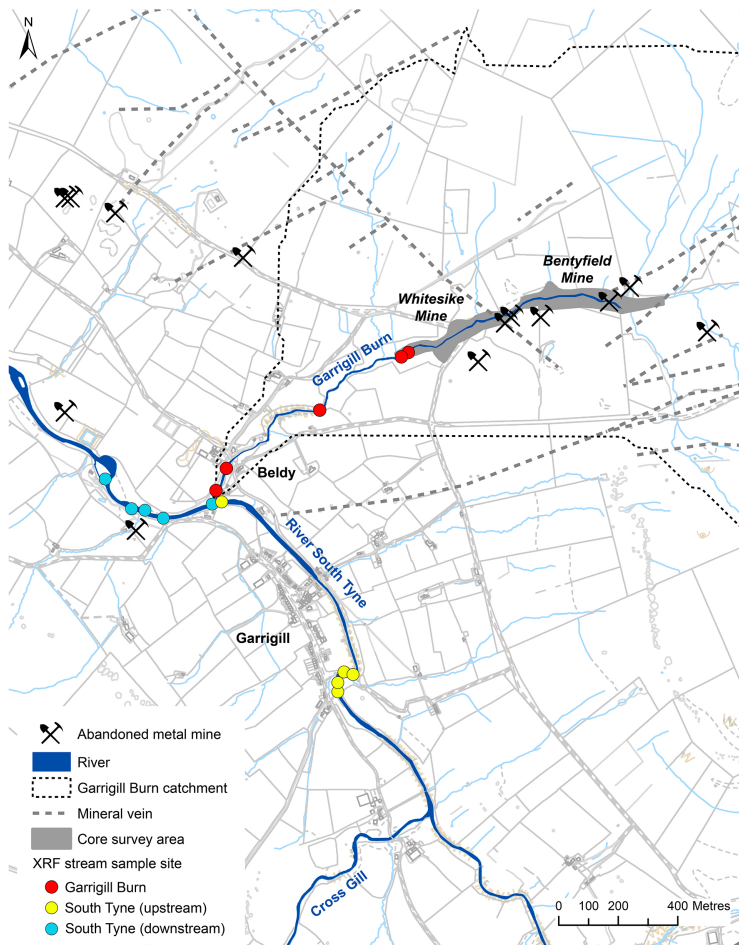 N
Bentyfield
Mine
Whitesike
Mine
Garrigill Burn
Beldy
River South Tyne
Garrigill
Cross Gill
Abandoned metal mine
River
Garrigill Burn catchment
Mineral vein
Core survey area
XRF stream sample site
Garrigill Burn
South Tyne (upstream)
South Tyne (downstream)
0 100 200 400 Metres